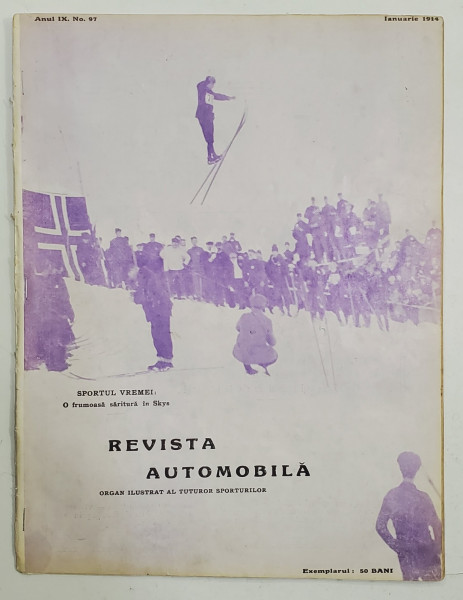 Anul IX. No. 97
Ianuarie 1914
SPORTUL VREMEI:
O frumoasă săritură în Skys
REVISTA
AUTOMOBILĂ
ORGAN ILUSTRAT AL TUTUROR SPORTURILOR
Exemplarul: 50 BANI